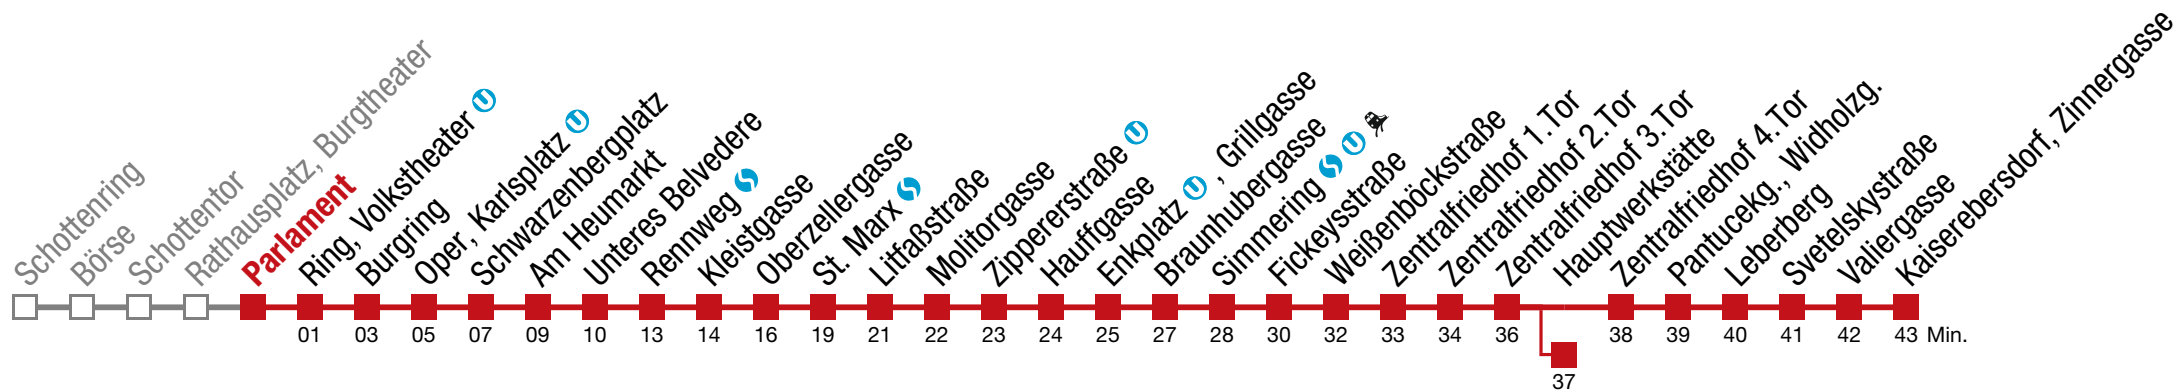 Schottenring
Börse
Schottentor
Rathausplatz, Burgtheater
Parlament
Ring, Volkstheater U
Burgring
Oper, Karlsplatz U
Schwarzenbergplatz
Am Heumarkt
Unteres Belvedere
Rennweg S
Kleistgasse
Oberzellergasse
St. Marx S
Litfaßstraße
Molitorgasse
Zippererstraße U
Hauffgasse
Enkplatz U, Grillgasse
Braunhubergasse
Simmering S U
Fickeysstraße
Weißenböckstraße
Zentralfriedhof 1.Tor
Zentralfriedhof 2.Tor
Zentralfriedhof 3.Tor
Hauptwerkstätte
Zentralfriedhof 4.Tor
Pantucekg., Widholzg.
Leberberg
Svetelskystraße
Valiergasse
Kaiserebersdorf, Zinnergasse
01 03 05 07 09 10 13 14 16 19 21 22 23 24 25 27 28 30 32 33 34 36 38 39 40 41 42 43 Min.
37